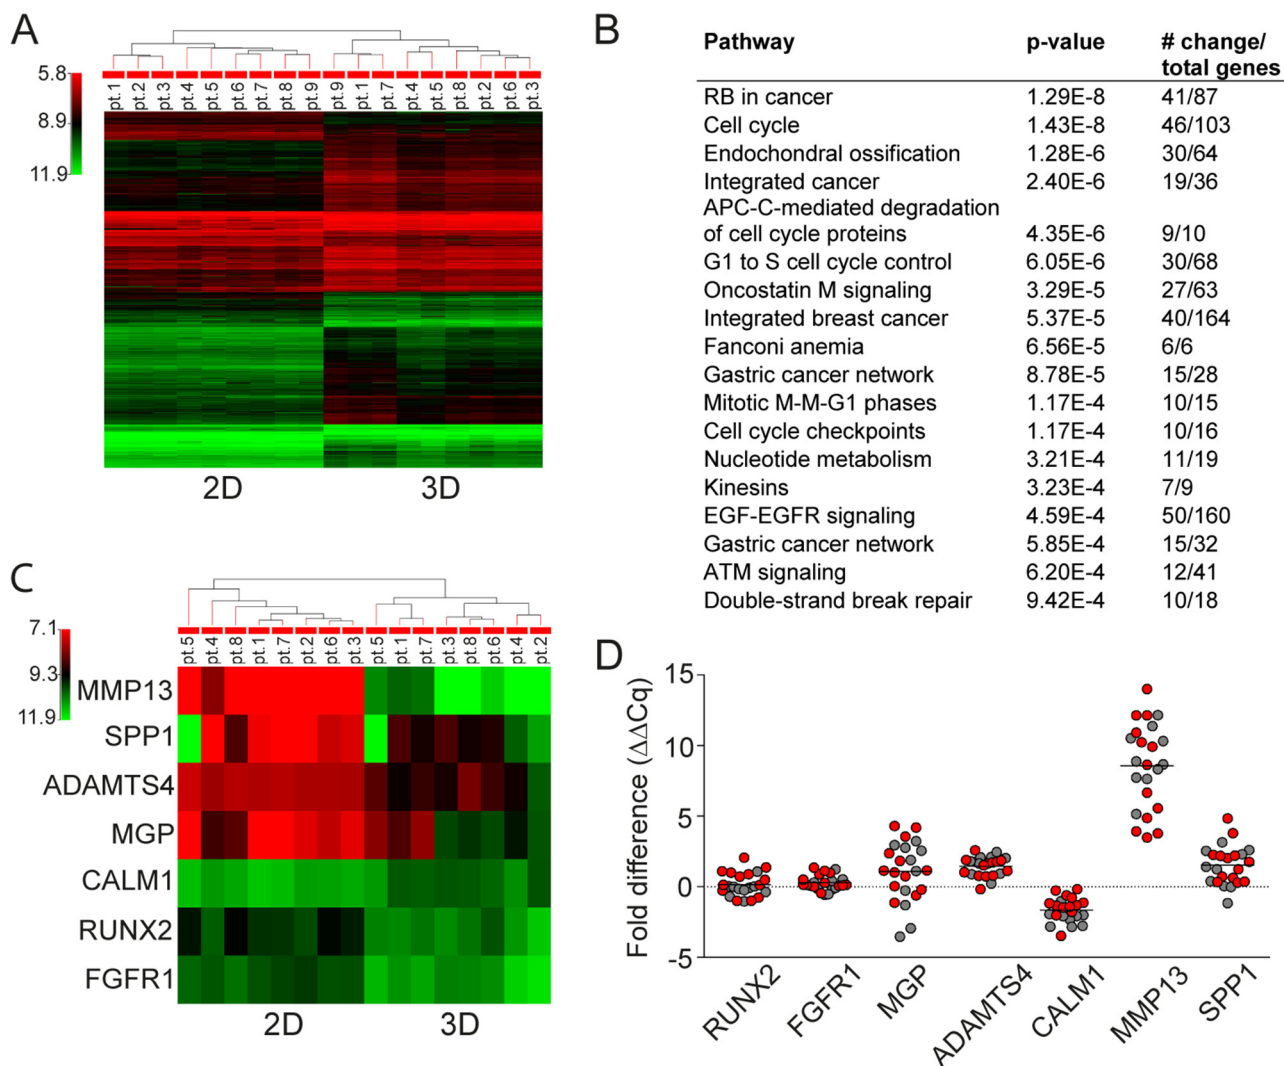 A
5.8
8.9
11.9
pt.1 pt.2 pt.3 pt.4 pt.5 pt.6 pt.7 pt.8 pt.9 pt.9 pt.1 pt.7 pt.4 pt.5 pt.8 pt.2 pt.6 pt.3
2D 3D
B
Pathway p-value # change/
total genes
RB in cancer 1.29E-8 41/87
Cell cycle 1.43E-8 46/103
Endochondral ossification 1.28E-6 30/64
Integrated cancer 2.40E-6 19/36
APC-C-mediated degradation
of cell cycle proteins 4.35E-6 9/10
G1 to S cell cycle control 6.05E-6 30/68
Oncostatin M signaling 3.29E-5 27/63
Integrated breast cancer 5.37E-5 40/164
Fanconi anemia 6.56E-5 6/6
Gastric cancer network 8.78E-5 15/28
Mitotic M-M-G1 phases 1.17E-4 10/15
Cell cycle checkpoints 1.17E-4 10/16
Nucleotide metabolism 3.21E-4 11/19
Kinesins 3.23E-4 7/9
EGF-EGFR signaling 4.59E-4 50/160
Gastric cancer network 5.85E-4 15/32
ATM signaling 6.20E-4 12/41
Double-strand break repair 9.42E-4 10/18
C
7.1
9.3
11.9
pt.5 pt.4 pt.8 pt.1 pt.7 pt.2 pt.6 pt.3 pt.5 pt.1 pt.7 pt.3 pt.8 pt.6 pt.4 pt.2
MMP13
SPP1
ADAMTS4
MGP
CALM1
RUNX2
FGFR1
2D 3D
D
Fold difference (ΔΔCq)
15
10
5
0
-5
RUNX2 FGFR1 MGP ADAMTS4 CALM1 MMP13 SPP1